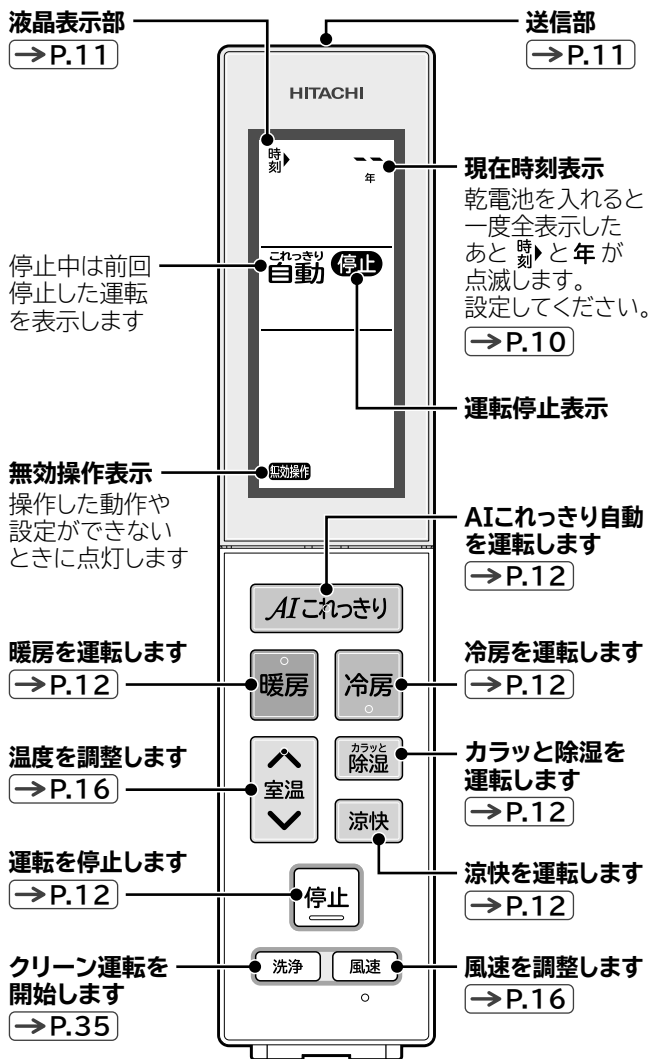 液晶表示部
→P.11
送信部
→P.11
HITACHI
時刻
--
年
現在時刻表示
乾電池を入れると
一度全表示した
あと 時刻 と 年 が
点滅します。
設定してください。
→P.10
停止中は前回
停止した運転
を表示します
これっきり
自動 停止
運転停止表示
無効操作表示
操作した動作や
設定ができない
ときに点灯します
無効操作
AIこれっきり自動
を運転します
→P.12
AIこれっきり
暖房を運転します
→P.12
暖房
冷房
冷房を運転します
→P.12
温度を調整します
→P.16
室温
カラッと
除湿
カラッと除湿を
運転します
→P.12
涼快
涼快を運転します
→P.12
運転を停止します
→P.12
停止
クリーン運転を
開始します
→P.35
洗浄
風速
風速を調整します
→P.16